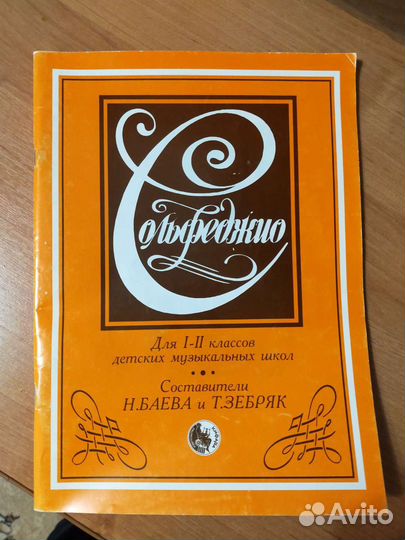 Сольфеджио
Для I-II классов
детских музыкальных школ
Составители
Н.БАЕВА и Т.ЗЕБРЯК
Avito